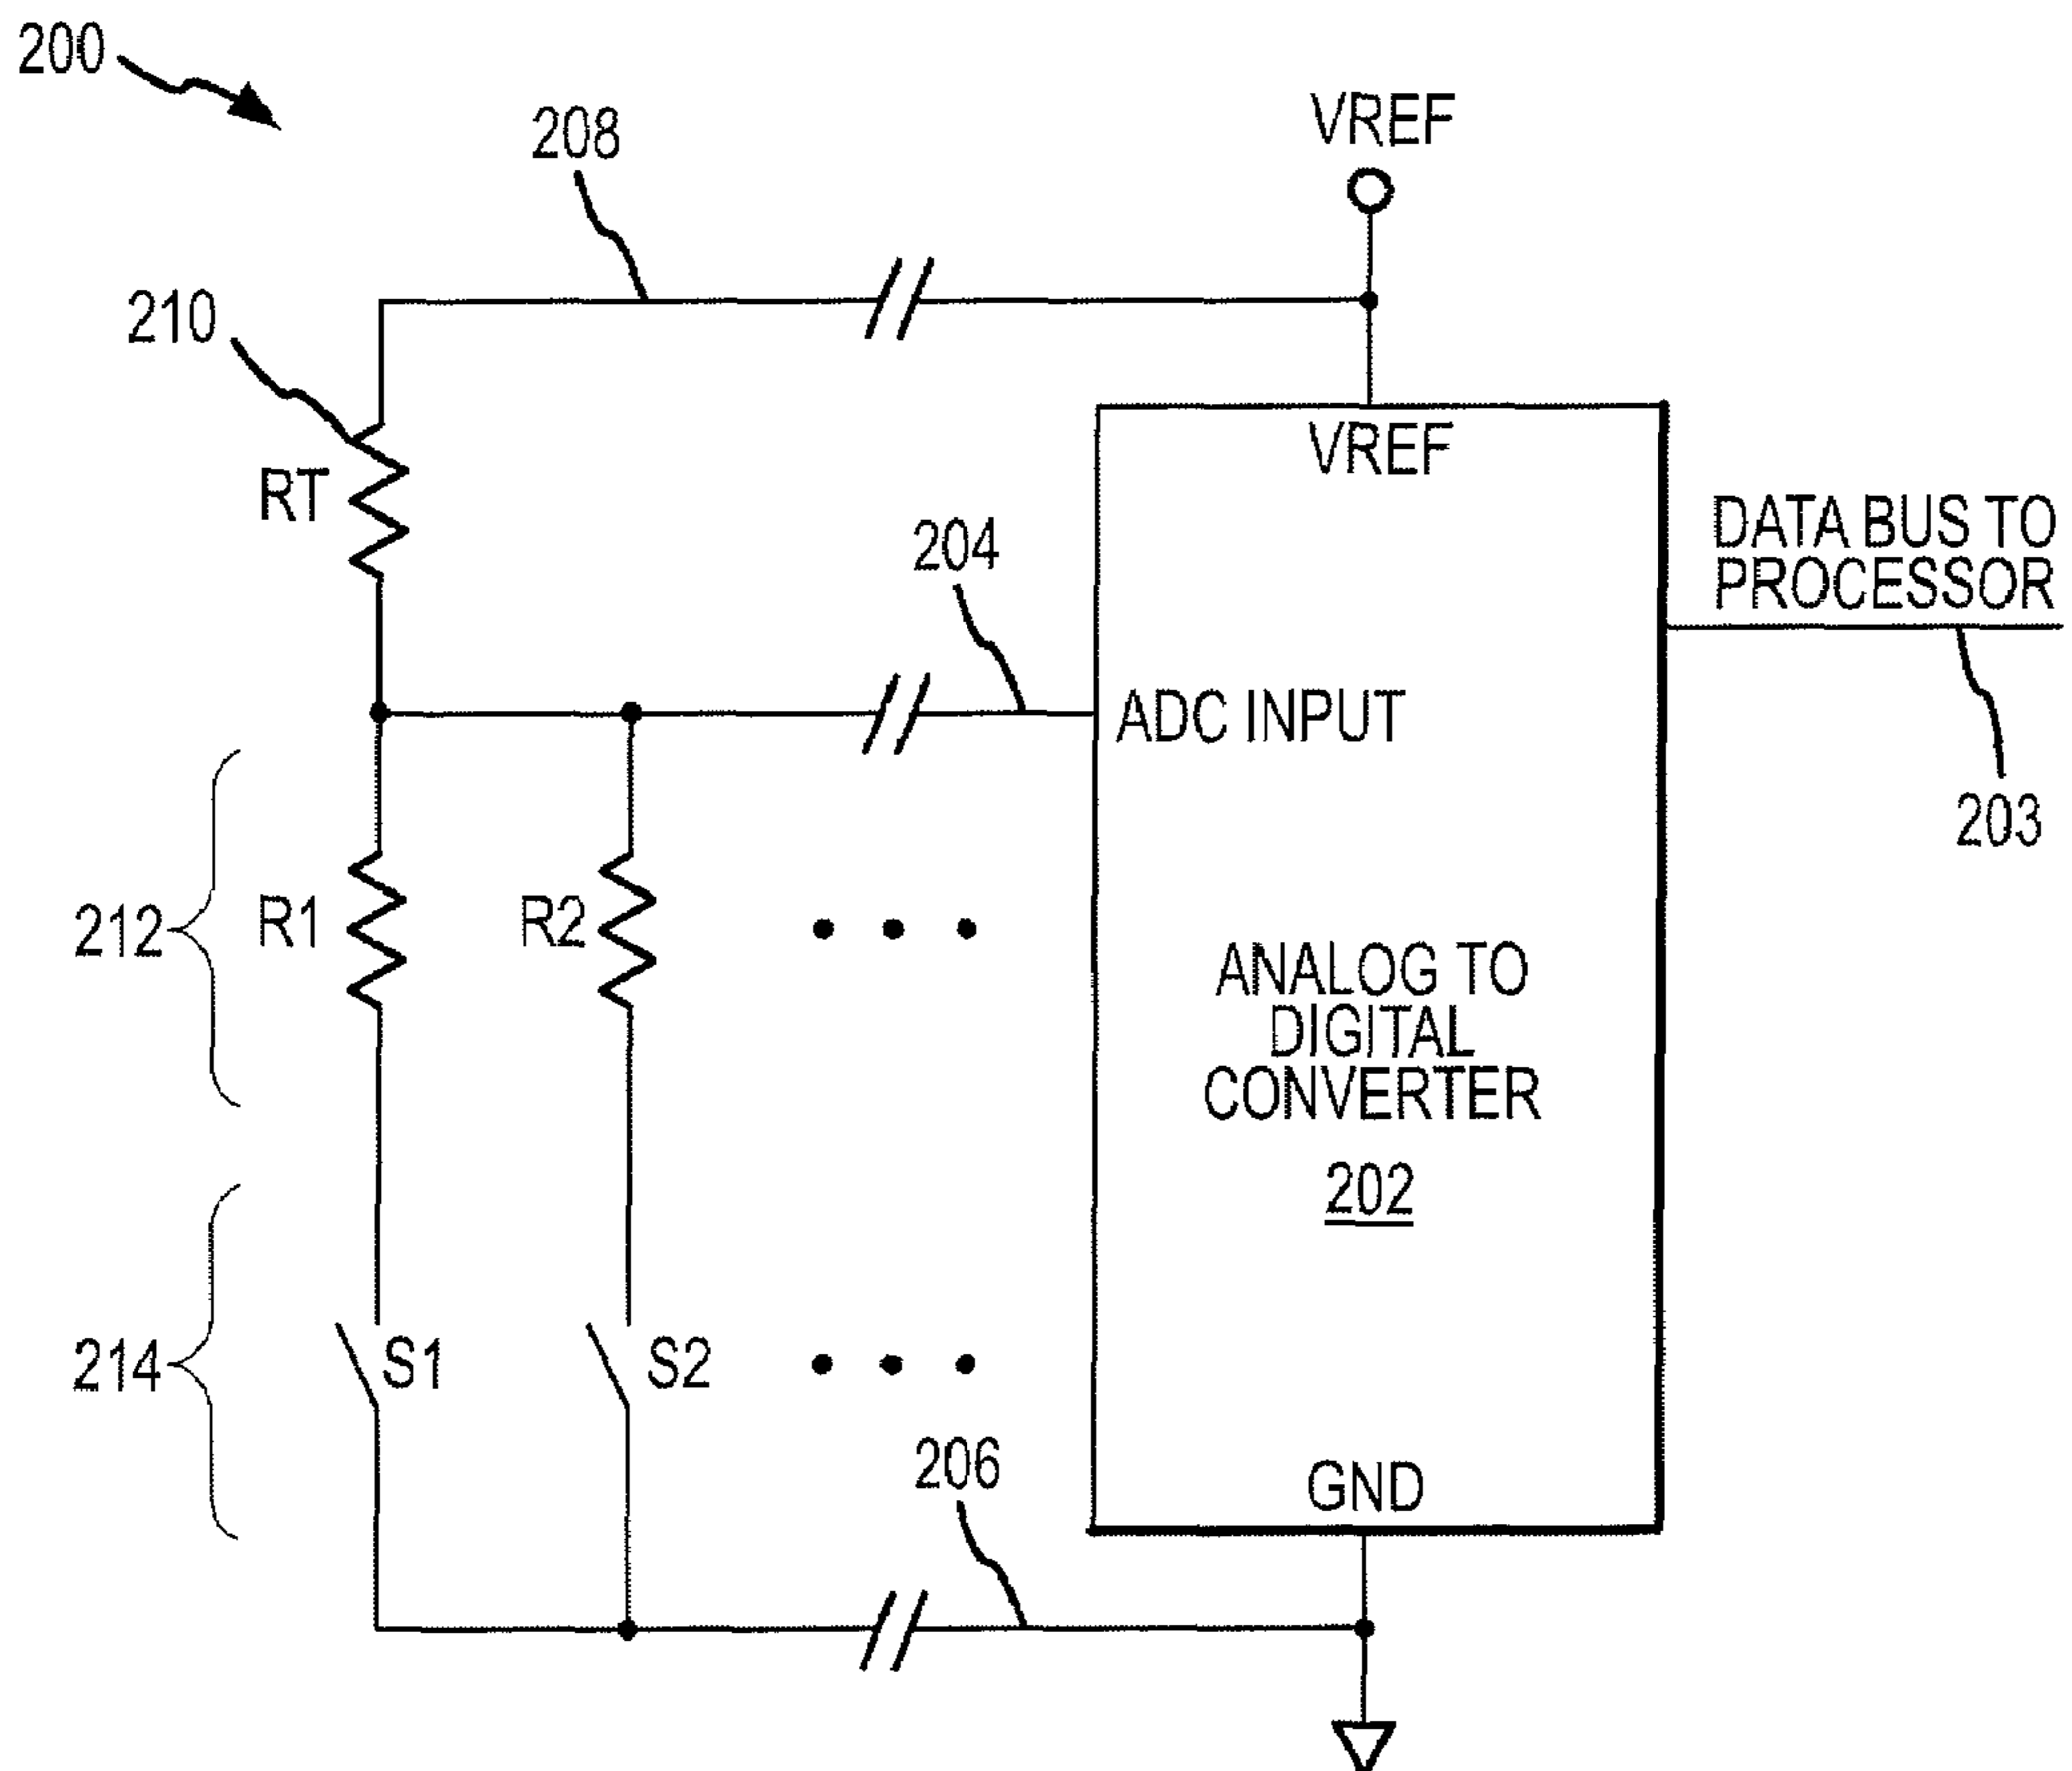 200
208
VREF
210
VREF
RT
204
DATA BUS TO
PROCESSOR
ADC INPUT
203
212
R1
R2
• • •
ANALOG TO
DIGITAL
CONVERTER
202
214
S1
S2
• • •
206
GND